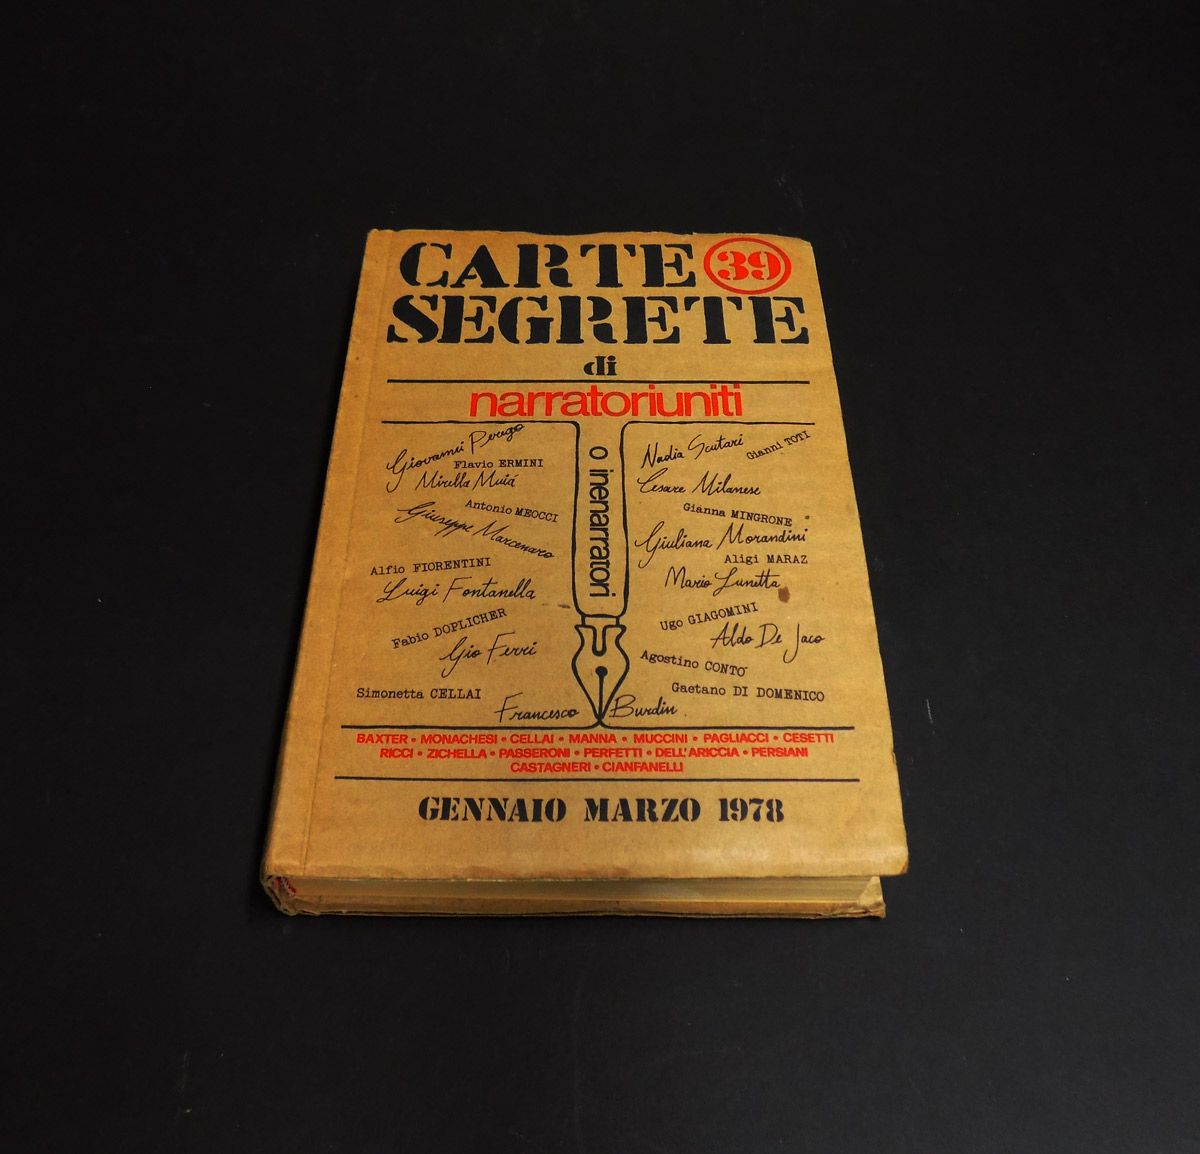 CARTE 39
SEGRETE
di
narratoriuniti
o inenarratori
Giovanni Perego
Flavio ERMINI
Mirella Muiá
Antonio MEOCCI
Giuseppe Marcenaro
Alfio FIORENTINI
Luigi Fontanella
Fabio DOPLICHER
Gio Ferri
Simonetta CELLAI
Francesco Burdin
Nadia Scutari
Gianni TOTI
Cesare Milanese
Gianna MINGRONE
Giuliana Morandini
Aligi MARAZ
Mario Lunetta
Ugo GIAGOMINI
Aldo De Jaco
Agostino CONTO'
Gaetano DI DOMENICO
BAXTER • MONACHESI • CELLAI • MANNA • MUCCINI • PAGLIACCI • CESETTI
RICCI • ZICHELLA • PASSERONI • PERFETTI • DELL'ARICCIA • PERSIANI
CASTAGNERI • CIANFANELLI
GENNAIO MARZO 1978